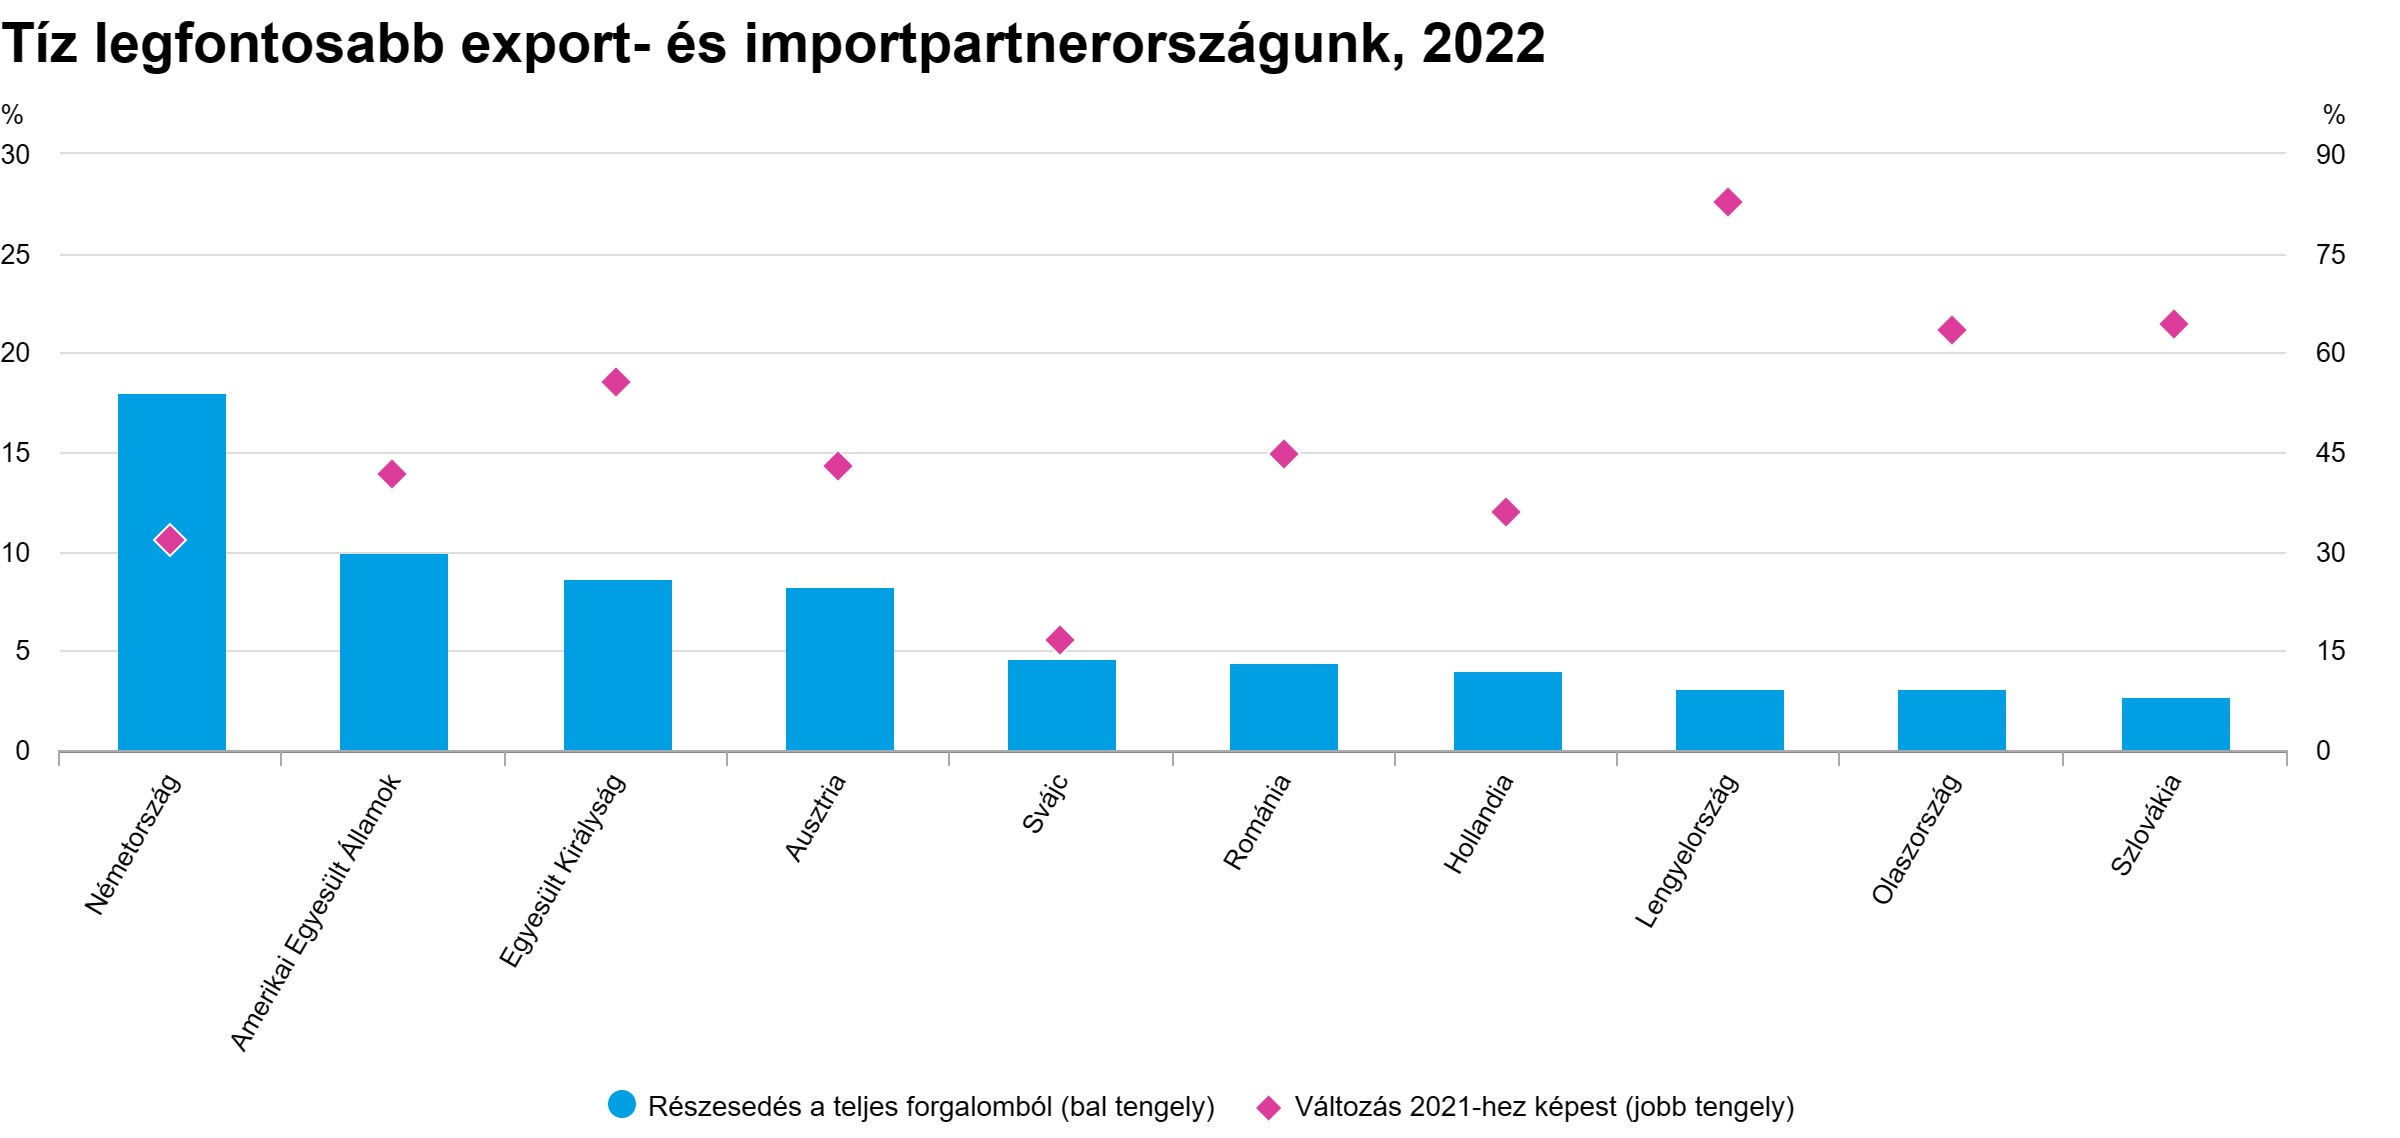 Tíz legfontosabb export- és importpartnerországunk, 2022
% %
30 90
25 75
20 60
15 45
10 30
5 15
0 0
Németország
Amerikai Egyesült Államok
Egyesült Királyság
Ausztria
Svájc
Románia
Hollandia
Lengyelország
Olaszország
Szlovákia
Részesedés a teljes forgalomból (bal tengely) Változás 2021-hez képest (jobb tengely)